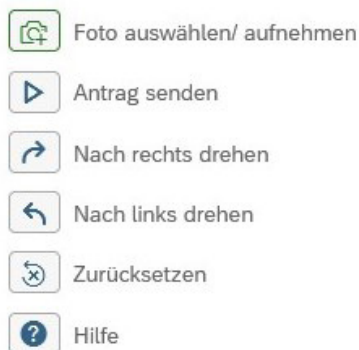 Foto auswählen/ aufnehmen
Antrag senden
Nach rechts drehen
Nach links drehen
Zurücksetzen
Hilfe